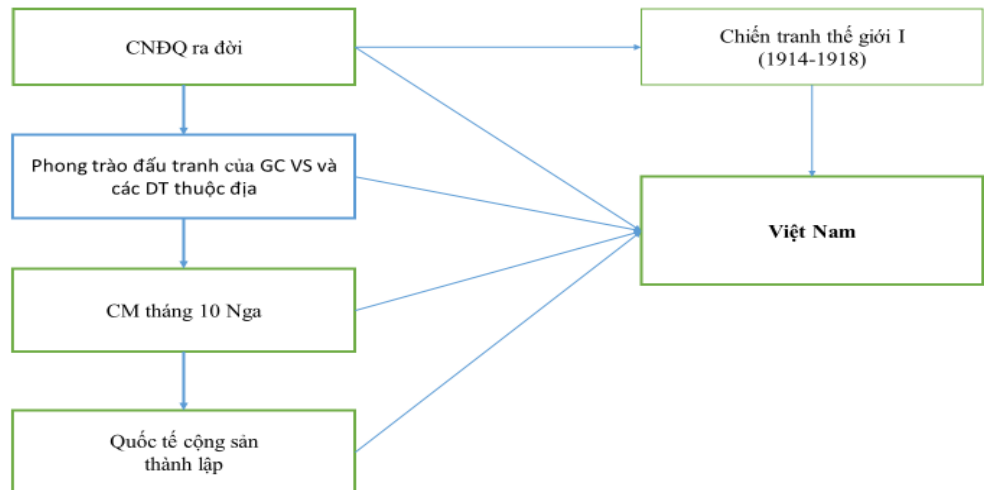 CNĐQ ra đời
Chiến tranh thế giới I
(1914-1918)
Phong trào đấu tranh của GC VS và
các DT thuộc địa
Việt Nam
CM tháng 10 Nga
Quốc tế cộng sản
thành lập